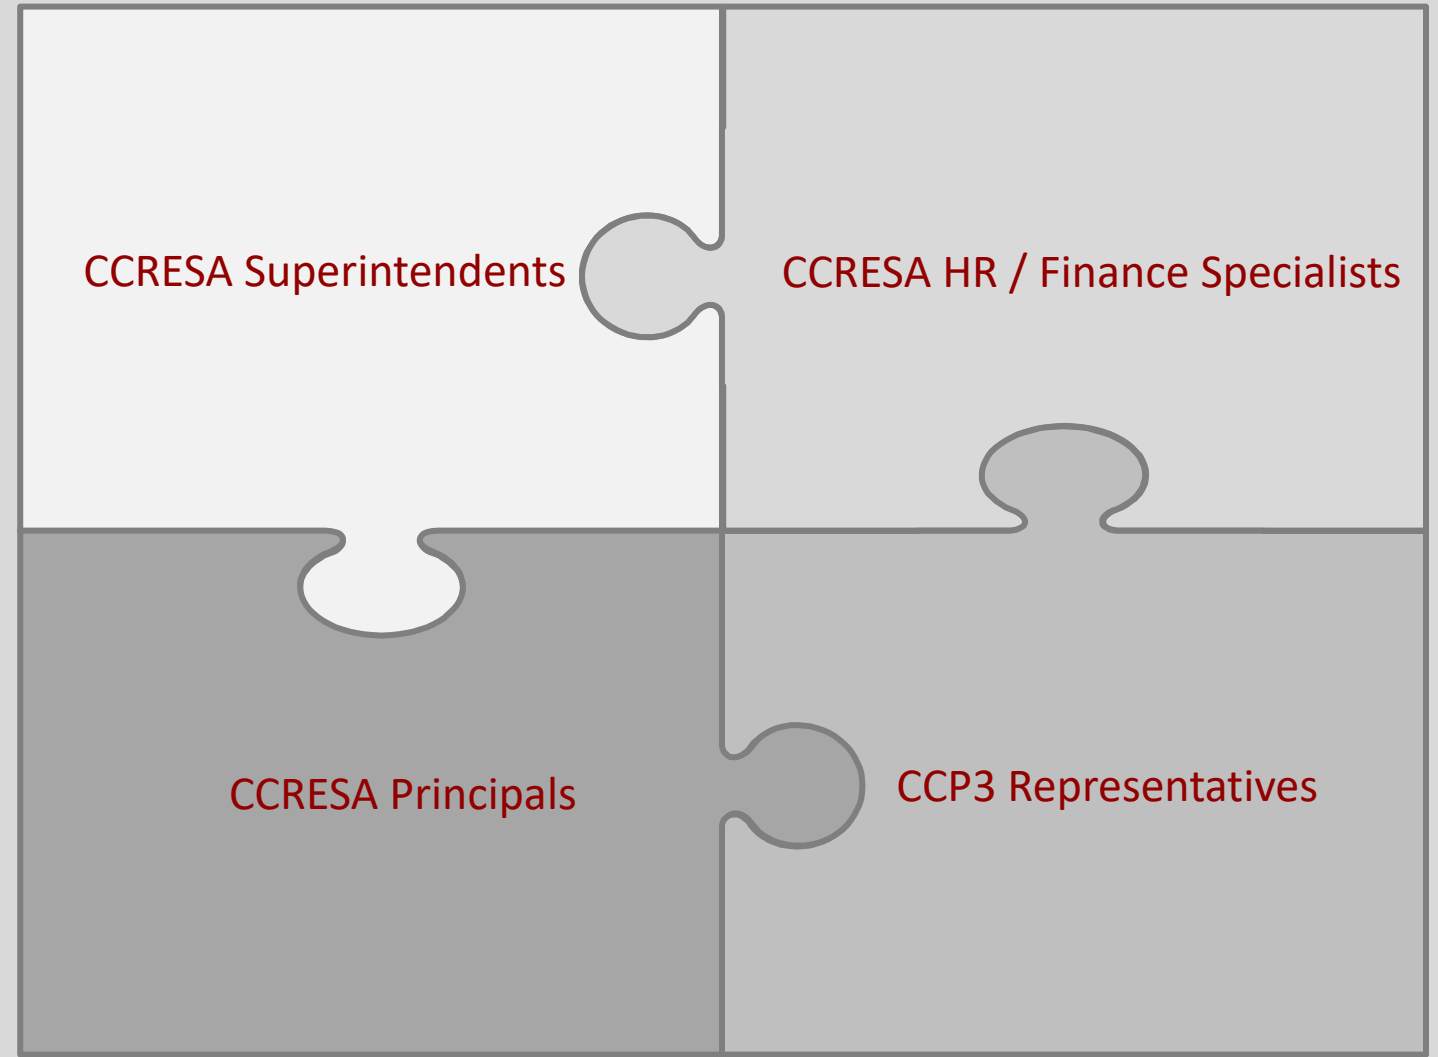 CCRESA Superintendents
CCRESA HR / Finance Specialists
CCRESA Principals
CCP3 Representatives